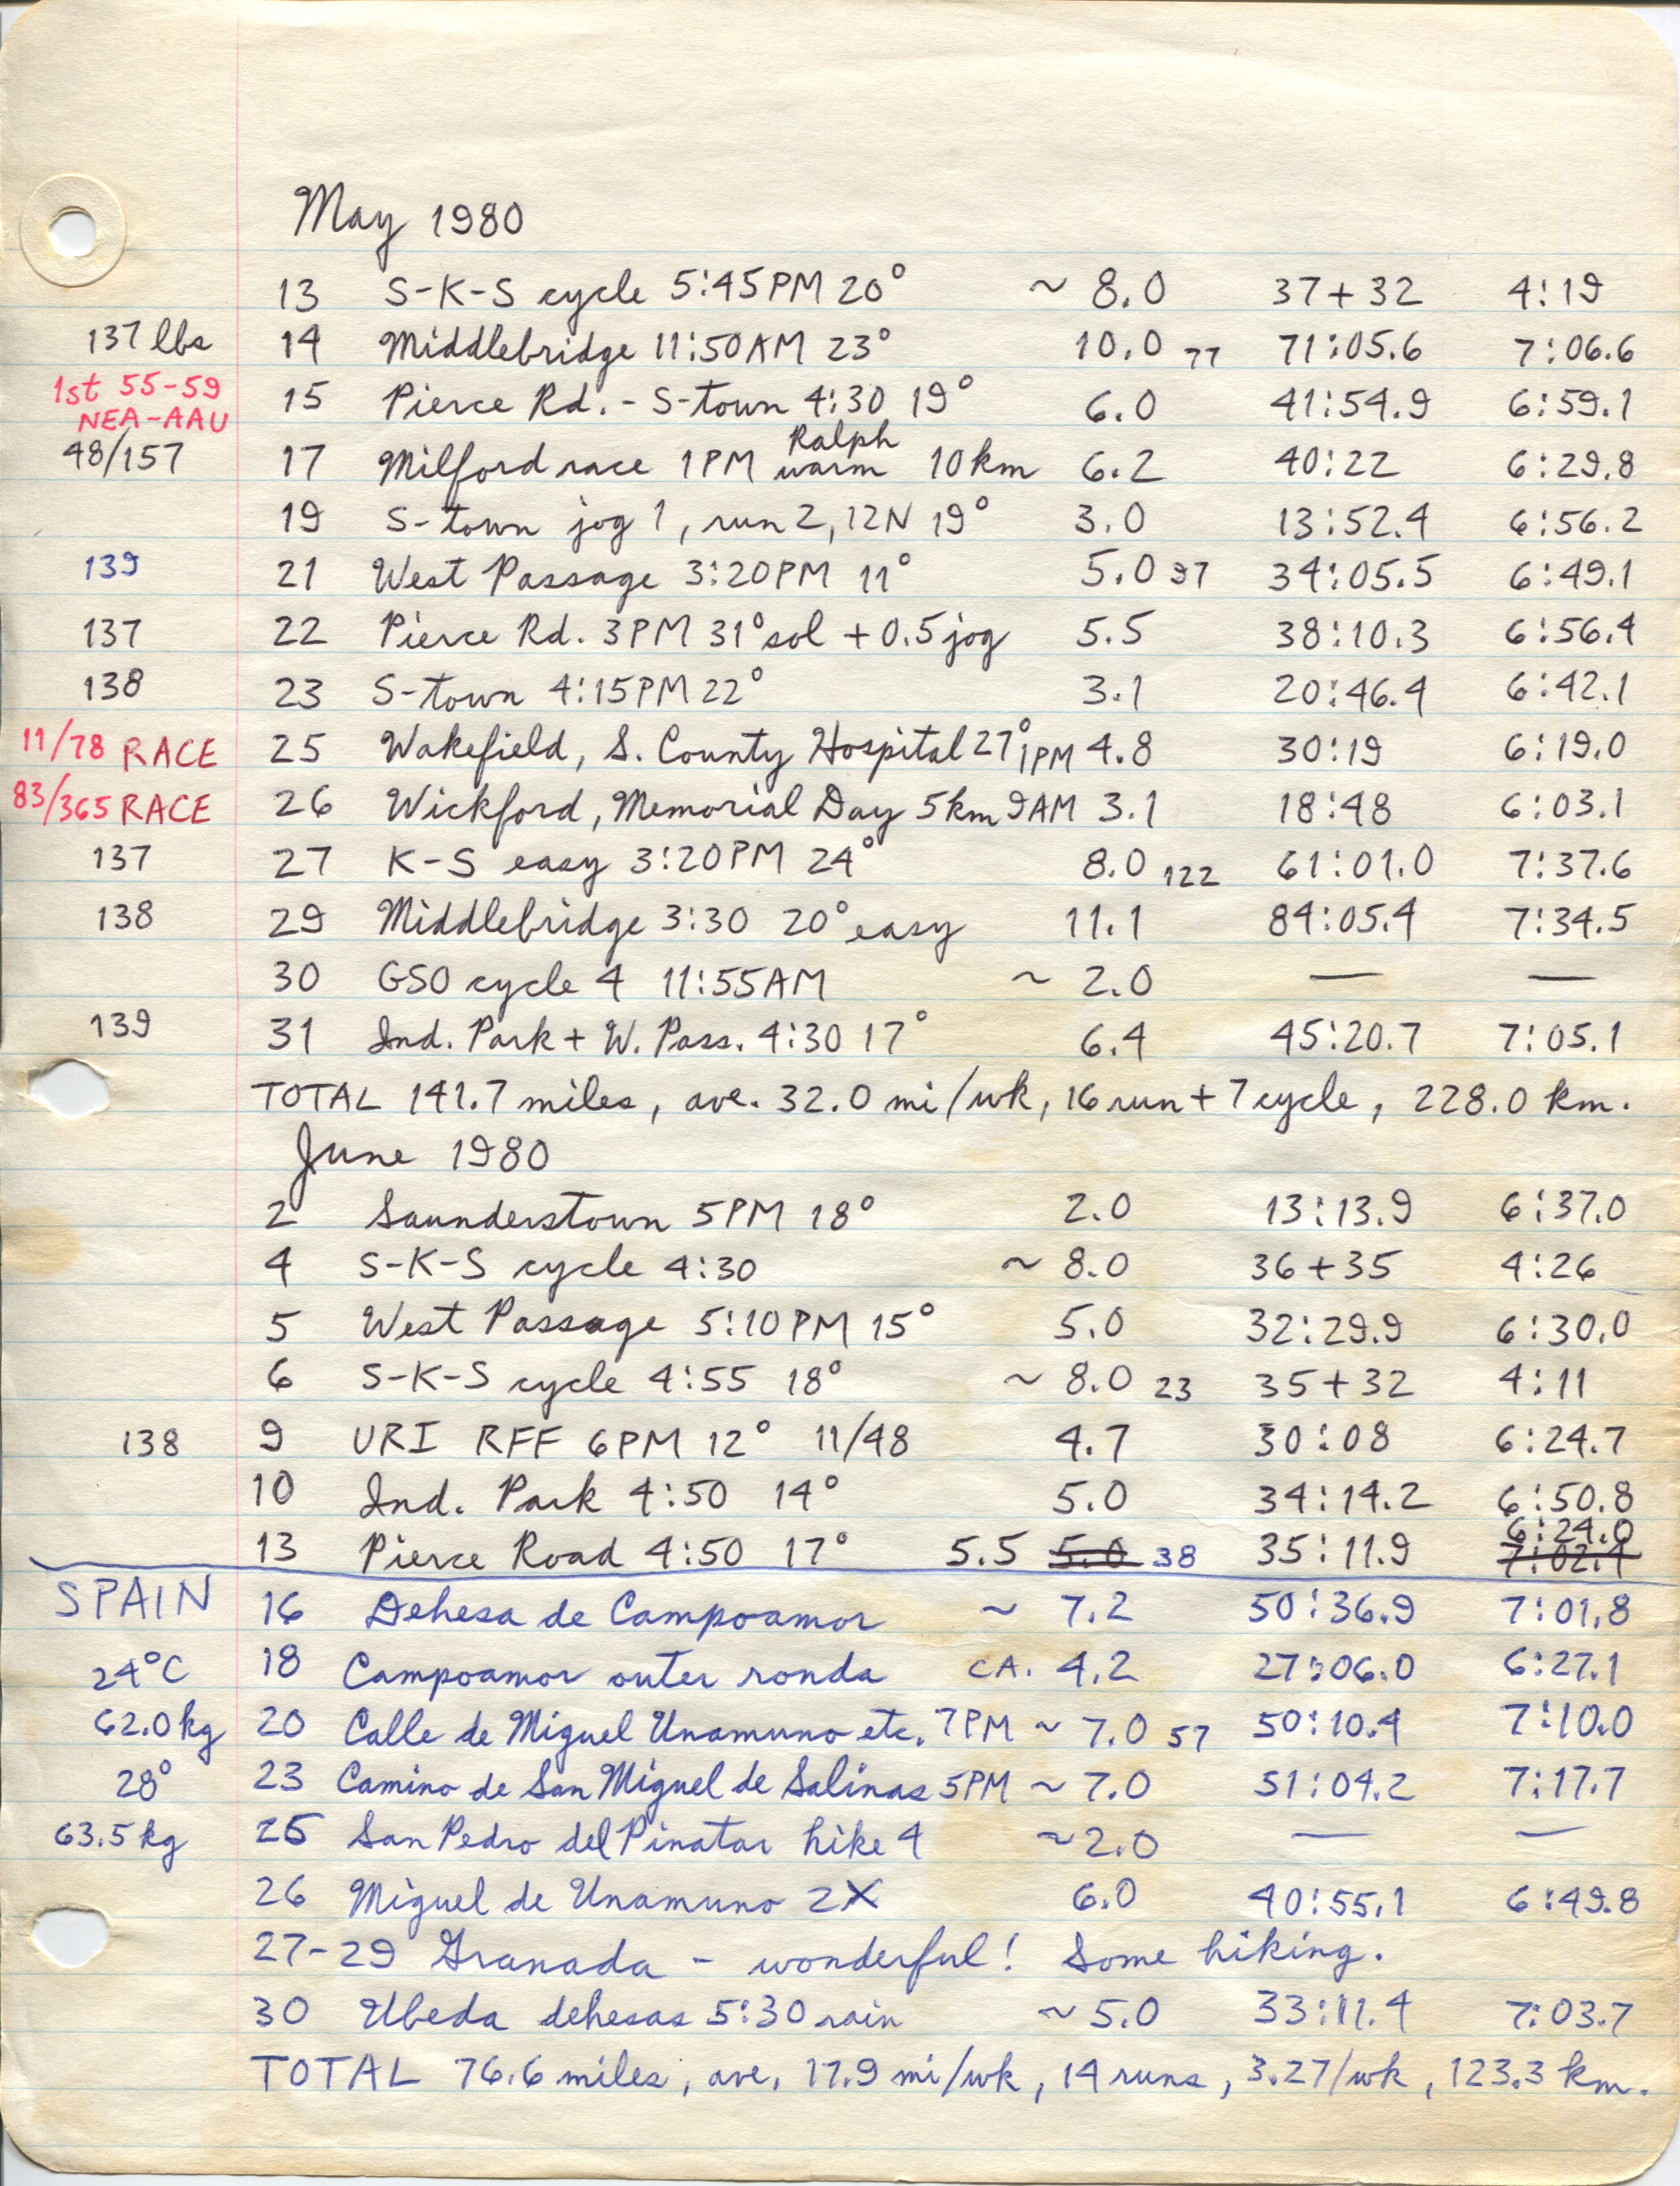 May 1980
13 S-K-S cycle 5:45PM 20° ~ 8.0 37+32 4:19
137 lbs 14 Middlebridge 11:50AM 23° 10.0 77 71:05.6 7:06.6
1st 55-59
NEA-AAU
15 Pierce Rd. - S-town 4:30 19° 6.0 41:54.9 6:59.1
Ralph
48/157 17 Milford race 1PM warm 10km 6.2 40:22 6:29.8
19 S-town jog 1, run 2, 12N 19° 3.0 13:52.4 6:56.2
139 21 West Passage 3:20PM 11° 5.0 97 34:05.5 6:49.1
137 22 Pierce Rd. 3PM 31° sol + 0.5 jog 5.5 38:10.3 6:56.4
138 23 S-town 4:15PM 22° 3.1 20:46.4 6:42.1
11/78 RACE 25 Wakefield, S. County Hospital 27° 1PM 4.8 30:19 6:19.0
83/365 RACE 26 Wickford, Memorial Day 5km 9AM 3.1 18:48 6:03.1
137 27 K-S easy 3:20PM 24° 8.0 122 61:01.0 7:37.6
138 29 Middlebridge 3:30 20° easy 11.1 84:05.4 7:34.5
30 GSO cycle 4 11:55AM ~ 2.0 — —
139 31 Ind. Park + W. Pass. 4:30 17° 6.4 45:20.7 7:05.1
TOTAL 141.7 miles, ave. 32.0 mi/wk, 16 run + 7 cycle, 228.0 km.
June 1980
2 Saunderstown 5PM 18° 2.0 13:13.9 6:37.0
4 S-K-S cycle 4:30 ~ 8.0 36+35 4:26
5 West Passage 5:10PM 15° 5.0 32:29.9 6:30.0
6 S-K-S cycle 4:55 18° ~ 8.0 23 35+32 4:11
138 9 URI RFF 6PM 12° 11/48 4.7 30:08 6:24.7
10 Ind. Park 4:50 14° 5.0 34:14.2 6:50.8
6:24.0
13 Pierce Road 4:50 17° 5.5 5.0 38 35:11.9 7:02.4
SPAIN 16 Dehesa de Campoamor ~ 7.2 50:36.9 7:01.8
24°C 18 Campoamor outer ronda CA. 4.2 27:06.0 6:27.1
62.0 kg 20 Calle de Miguel Unamuno etc. 7PM ~ 7.0 57 50:10.4 7:10.0
28° 23 Camino de San Miguel de Salinas 5PM ~ 7.0 51:04.2 7:17.7
63.5 kg 25 San Pedro del Pinatar hike 4 ~2.0 — —
26 Miguel de Unamuno 2X 6.0 40:55.1 6:49.8
27-29 Granada - wonderful! Some hiking.
30 Ubeda dehesas 5:30 rain ~ 5.0 33:11.4 7:03.7
TOTAL 76.6 miles, ave. 17.9 mi/wk, 14 runs, 3.27/wk, 123.3 km.